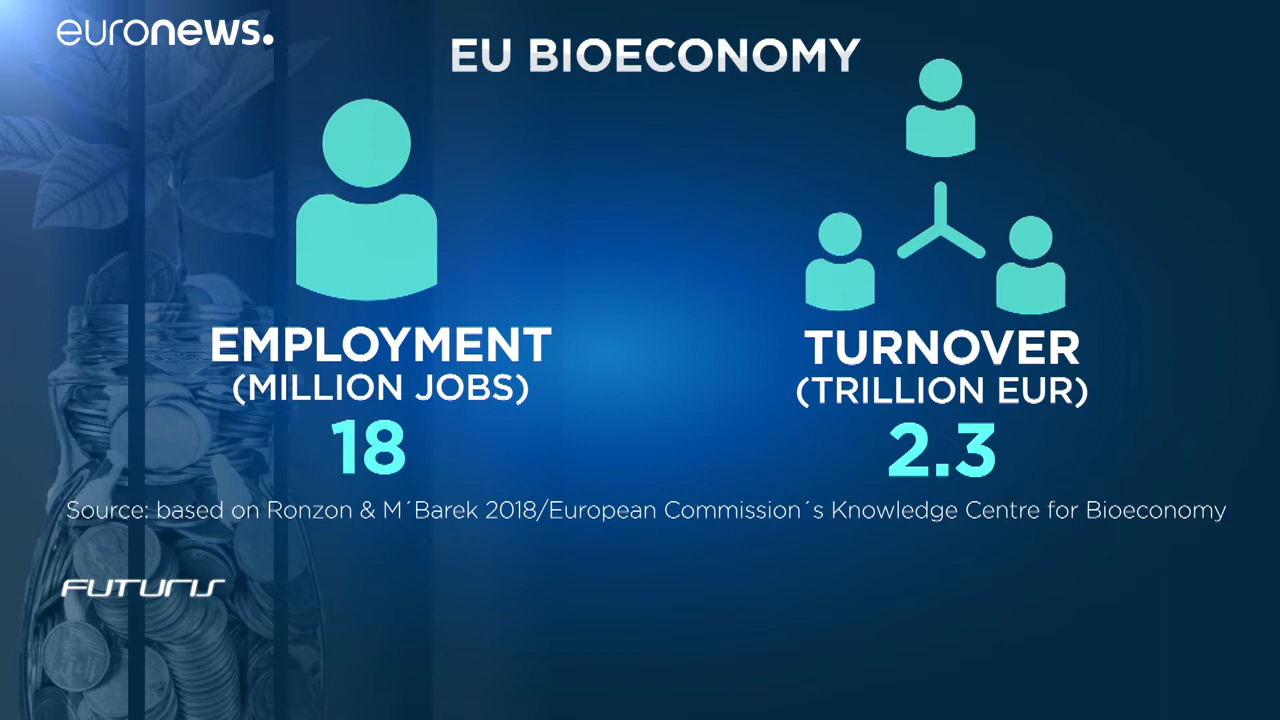 euronews.
EU BIOECONOMY
EMPLOYMENT
(MILLION JOBS)
18
TURNOVER
(TRILLION EUR)
2.3
Source: based on Ronzon & M´Barek 2018/European Commission´s Knowledge Centre for Bioeconomy
FUTURIS